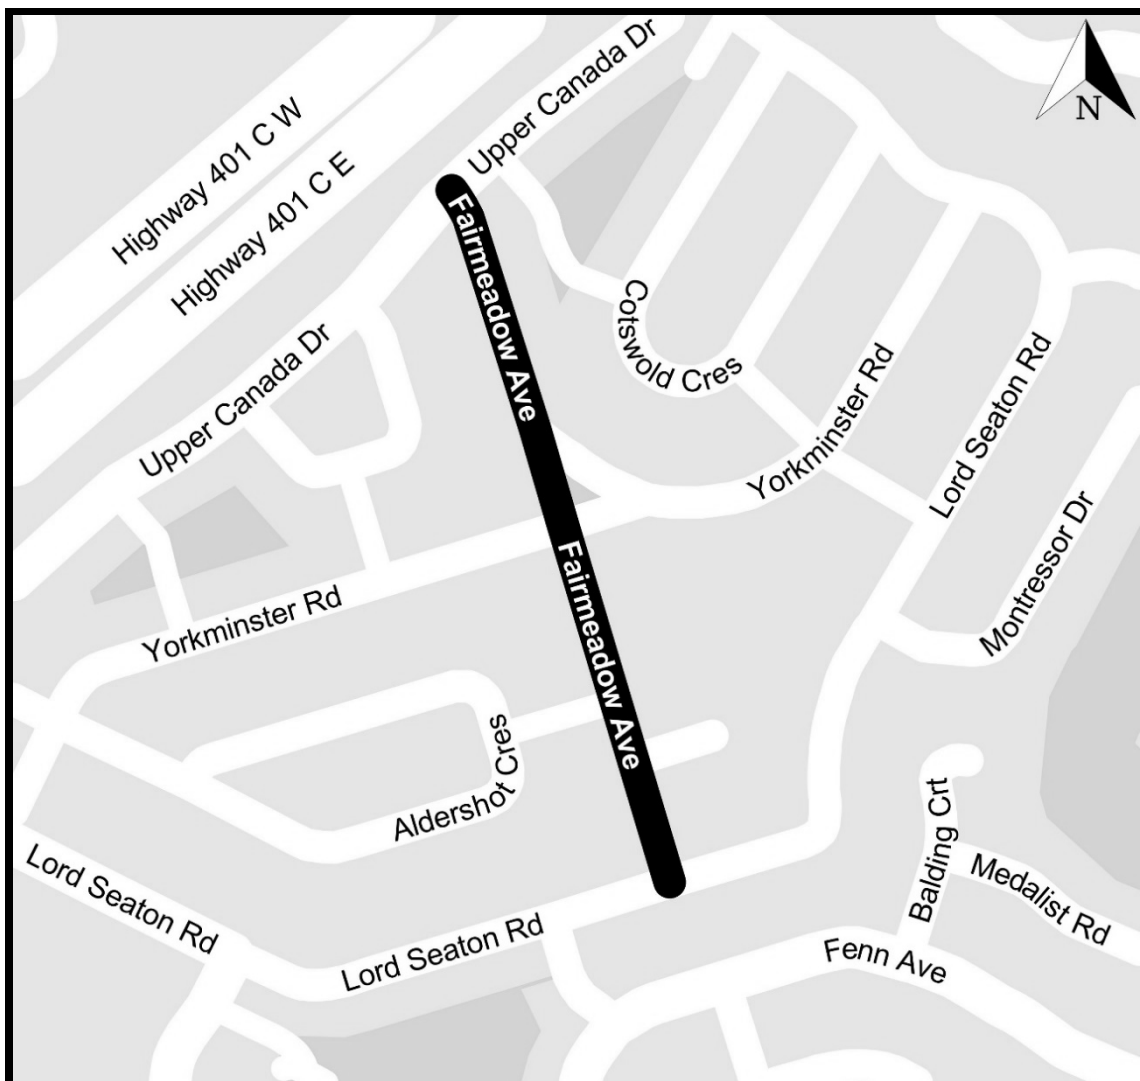 Upper Canada Dr
N
Highway 401 C W
Highway 401 C E
Fairmeadow Ave
Cotswold Cres
Upper Canada Dr
Yorkminster Rd
Lord Seaton Rd
Montressor Dr
Fairmeadow Ave
Yorkminster Rd
Aldershot Cres
Balding Crt
Medalist Rd
Lord Seaton Rd
Lord Seaton Rd
Fenn Ave